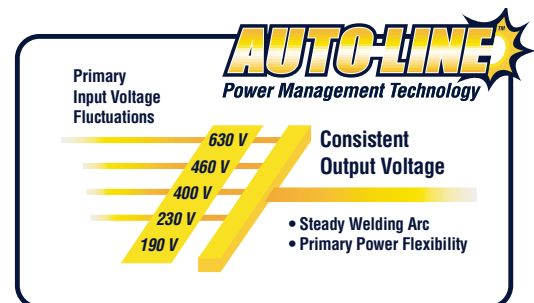 AUTO-LINE™
Power Management Technology
Primary
Input Voltage
Fluctuations
630 V
460 V
400 V
230 V
190 V
Consistent
Output Voltage
• Steady Welding Arc
• Primary Power Flexibility